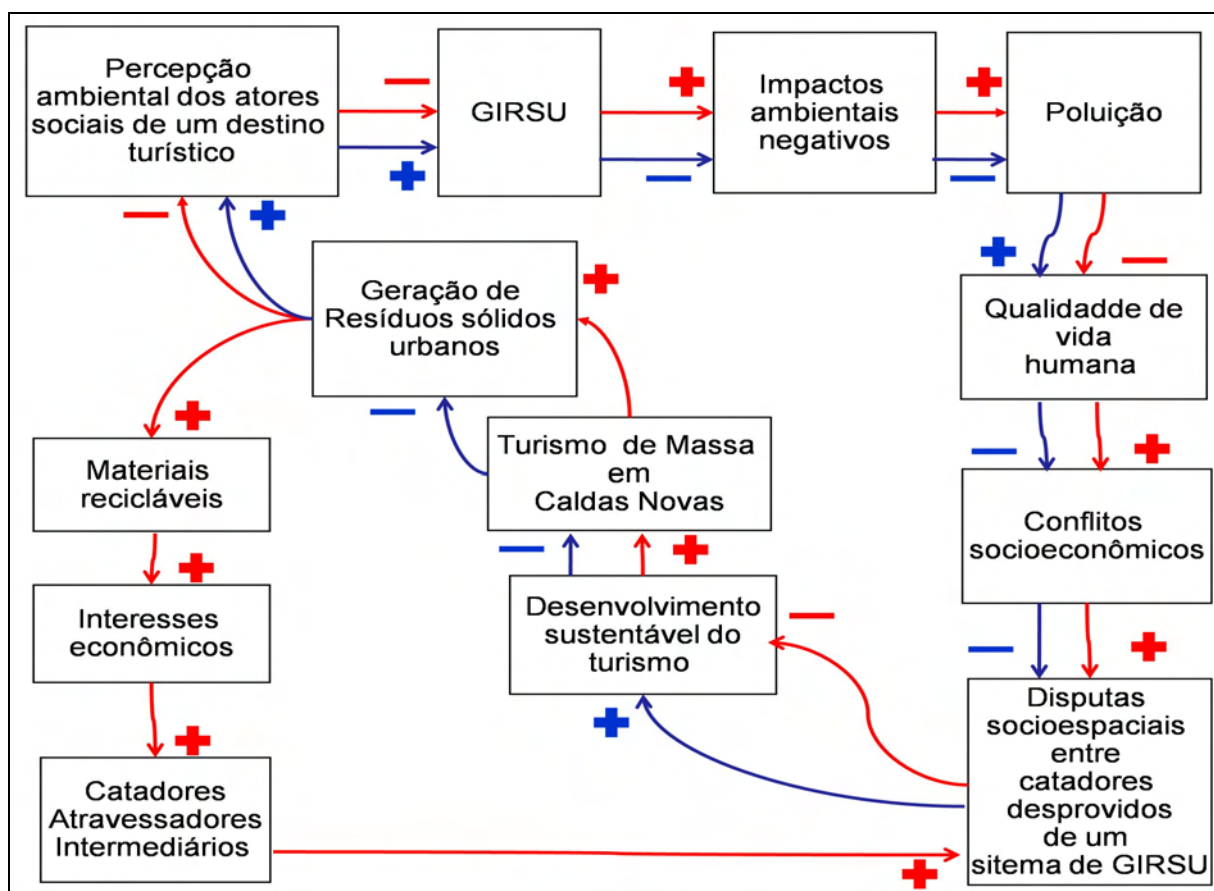 Percepção
ambiental dos atores
sociais de um destino
turístico
GIRSU
Impactos
ambientais
negativos
Poluição
Geração de
Resíduos sólidos
urbanos
Qualidadde de
vida
humana
Materiais
recicláveis
Turismo de Massa
em
Caldas Novas
Conflitos
socioeconômicos
Interesses
econômicos
Desenvolvimento
sustentável do
turismo
Catadores
Atravessadores
Intermediários
Disputas
socioespaciais
entre
catadores
desprovidos
de um
sitema de GIRSU